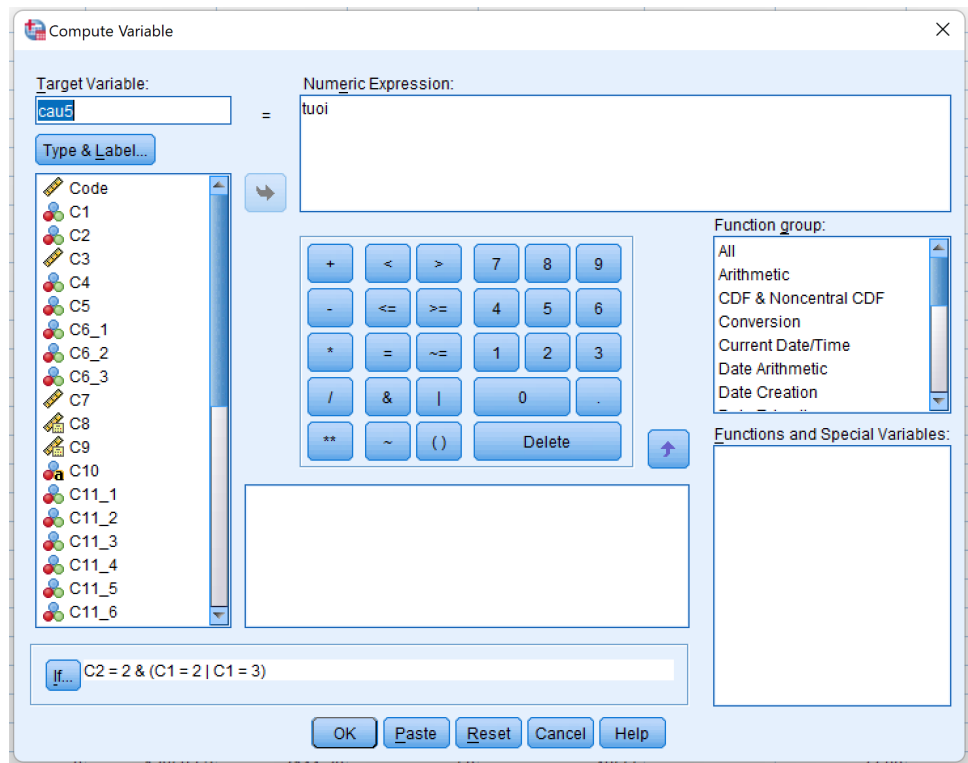 Compute Variable
Target Variable:
cau5
=
Numeric Expression:
tuoi
Type & Label...
Code
C1
C2
C3
C4
C5
C6_1
C6_2
C6_3
C7
C8
C9
C10
C11_1
C11_2
C11_3
C11_4
C11_5
C11_6
+ < > 7 8 9
- <= >= 4 5 6
* = ~= 1 2 3
/ & | 0 .
** ~ ( ) Delete
Function group:
All
Arithmetic
CDF & Noncentral CDF
Conversion
Current Date/Time
Date Arithmetic
Date Creation
Functions and Special Variables:
If... C2 = 2 & (C1 = 2 | C1 = 3)
OK Paste Reset Cancel Help